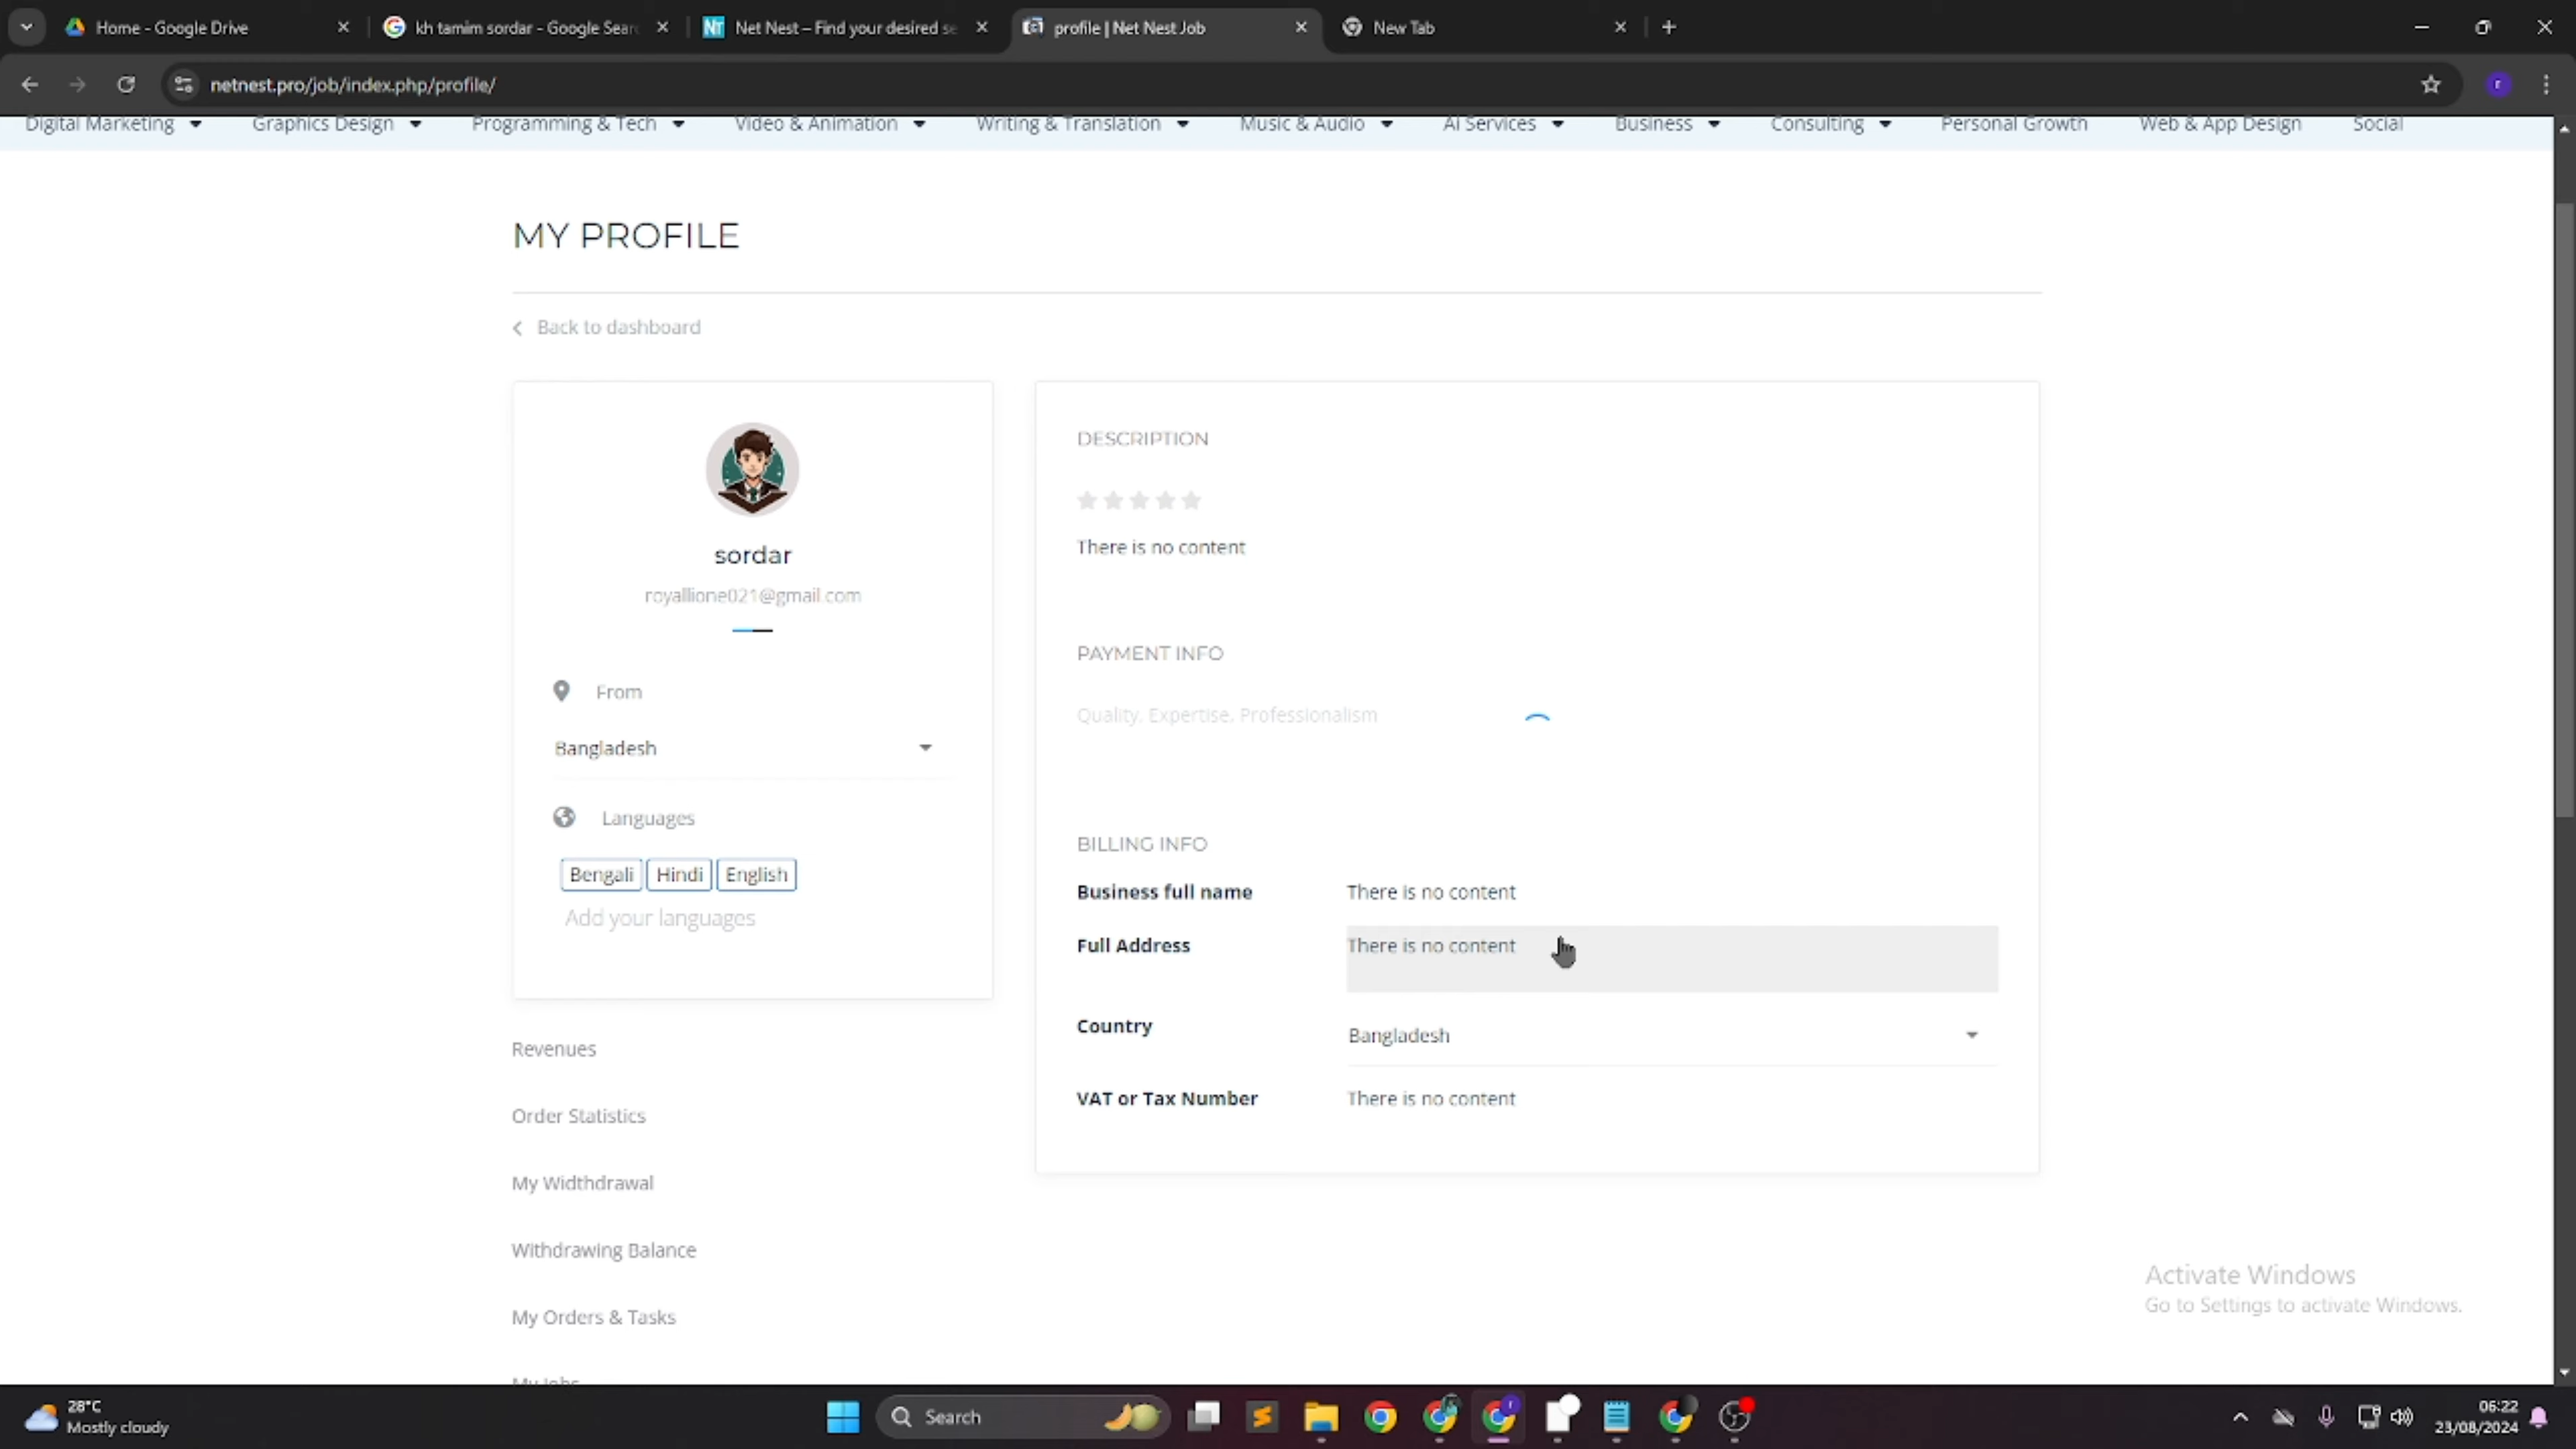 Home - Google Drive
kh tamim sordar - Google Sear
Net Nest – Find your desired se
profile | Net Nest Job
New Tab
netnest.pro/job/index.php/profile/
Digital Marketing
Graphics Design
Programming & Tech
Video & Animation
Writing & Translation
Music & Audio
AI Services
Business
Consulting
Personal Growth
Web & App Design
Social
MY PROFILE
Back to dashboard
sordar
royallione021@gmail.com
From
Bangladesh
Languages
Bengali Hindi English
Add your languages
Revenues
Order Statistics
My Widthdrawal
Withdrawing Balance
My Orders & Tasks
My Jobs
DESCRIPTION
There is no content
PAYMENT INFO
Quality, Expertise, Professionalism
BILLING INFO
Business full name There is no content
Full Address There is no content
Country Bangladesh
VAT or Tax Number There is no content
Activate Windows
Go to Settings to activate Windows.
28°C
Mostly cloudy
Search
06:22
23/08/2024